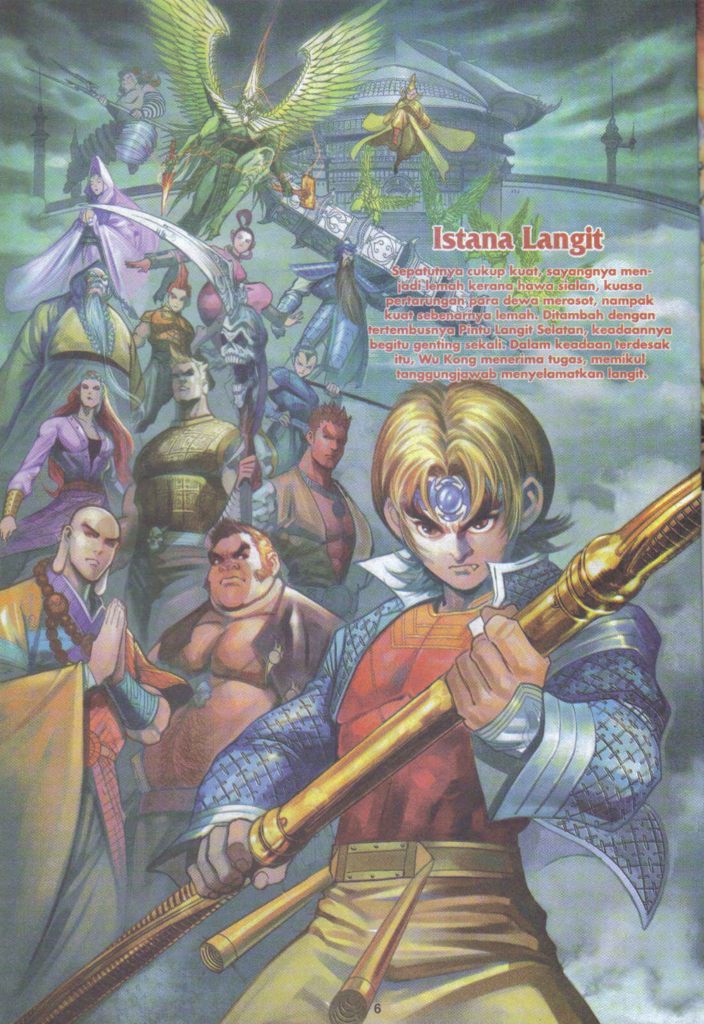 Istana Langit
Sepatutnya cukup kuat, sayangnya men-
jadi lemah kerana hawa sialan, kuasa
pertarungan para dewa merosot, nampak
kuat sebenarnya lemah. Ditambah dengan
tertembusnya Pintu Langit Selatan, keadaannya
begitu genting sekali. Dalam keadaan terdesak
itu, Wu Kong menerima tugas, memikul
tanggungjawab menyelamatkan langit.
6